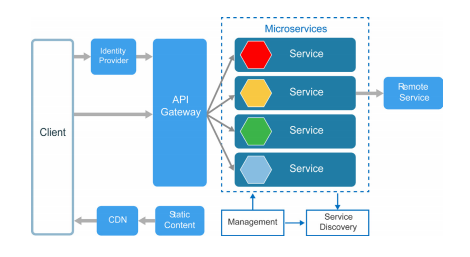 Microservices
Identity
Provider
Service
API
Gateway
Service
Remote
Service
Client
Service
Service
CDN
Static
Content
Management
Service
Discovery